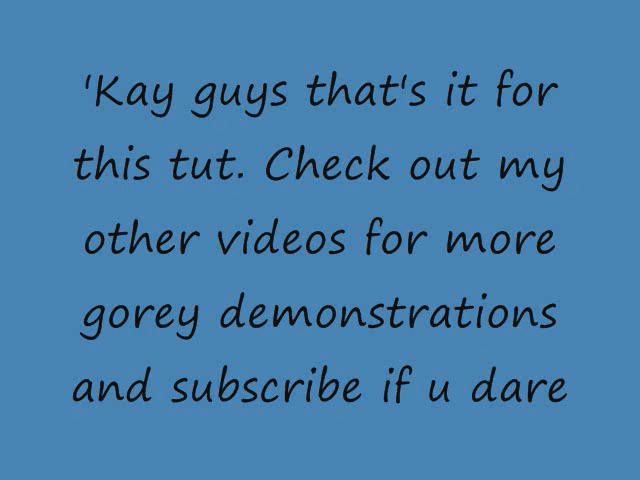 'Kay guys that's it for
this tut. Check out my
other videos for more
gorey demonstrations
and subscribe if u dare